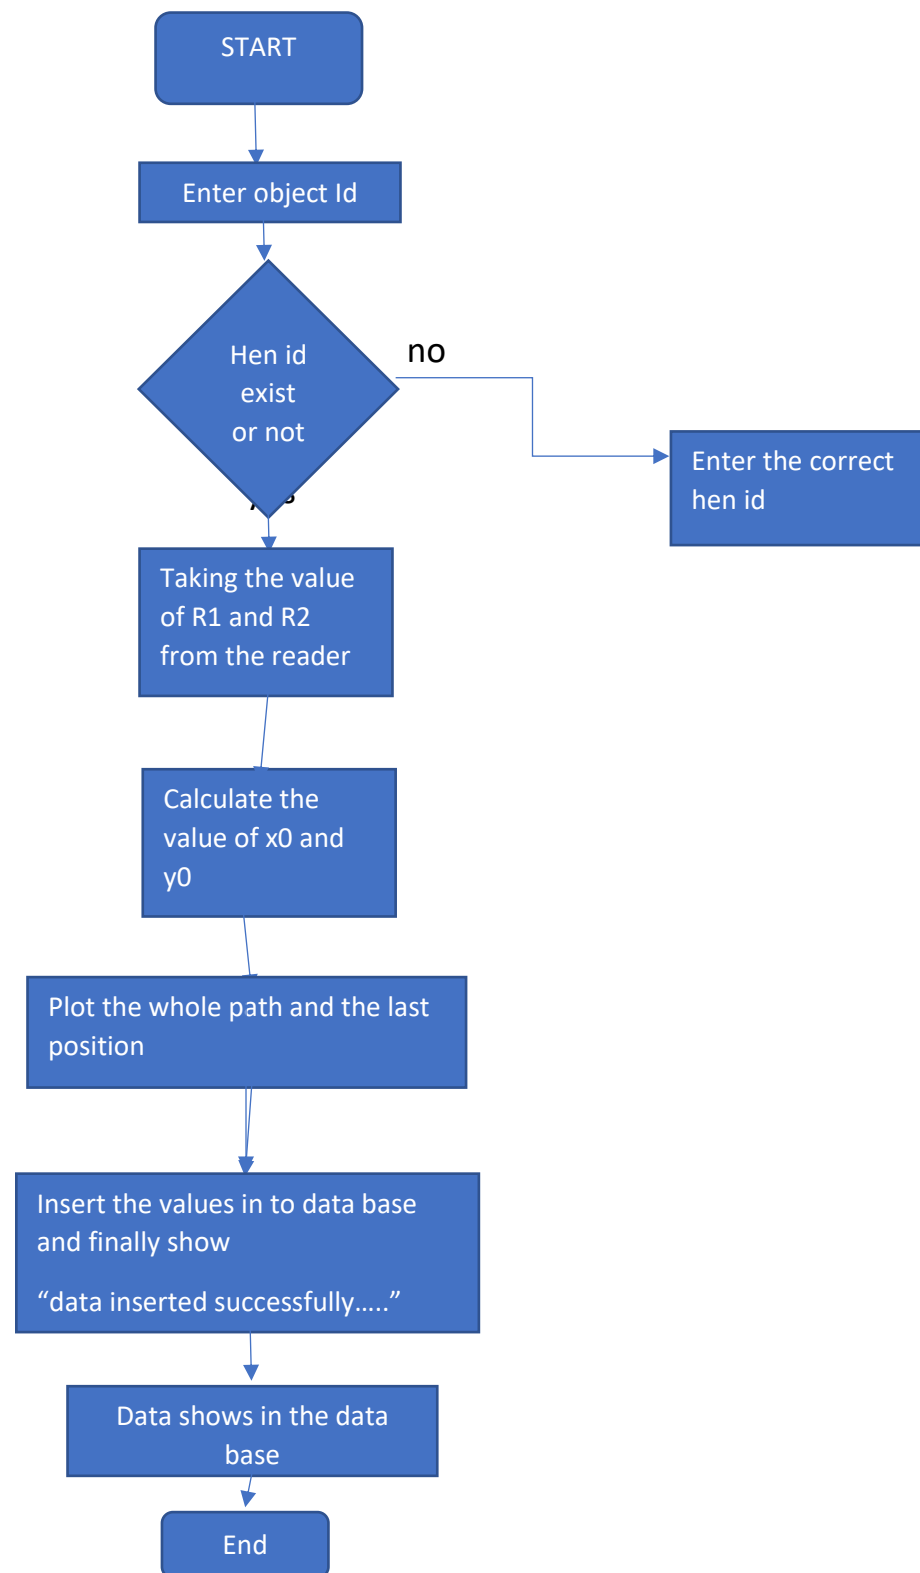 START
Enter object Id
Hen id
exist
or not
no
Enter the correct
hen id
Taking the value
of R1 and R2
from the reader
Calculate the
value of x0 and
y0
Plot the whole path and the last
position
Insert the values in to data base
and finally show
“data inserted successfully…..”
Data shows in the data
base
End